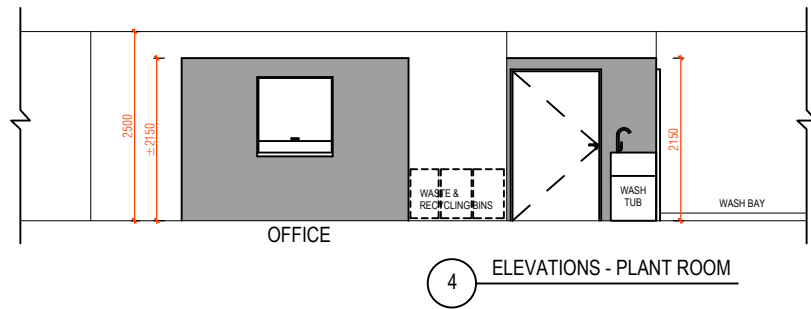 2500
±2150
2150
WASTE &
RECYCLING BINS
WASH
TUB
WASH BAY
OFFICE
4
ELEVATIONS - PLANT ROOM